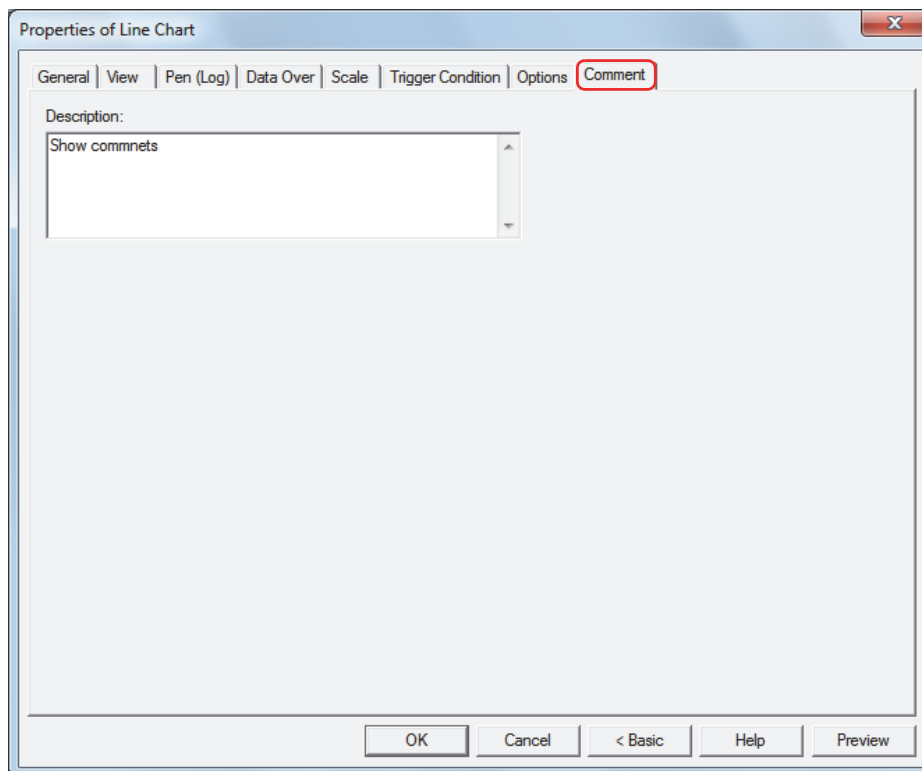 Properties of Line Chart
General View Pen (Log) Data Over Scale Trigger Condition Options Comment
Description:
Show commnets
OK Cancel < Basic Help Preview